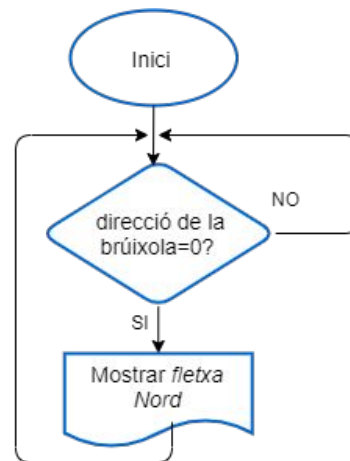 Inici
direcció de la
brúixola=0?
NO
SI
Mostrar fletxa
Nord